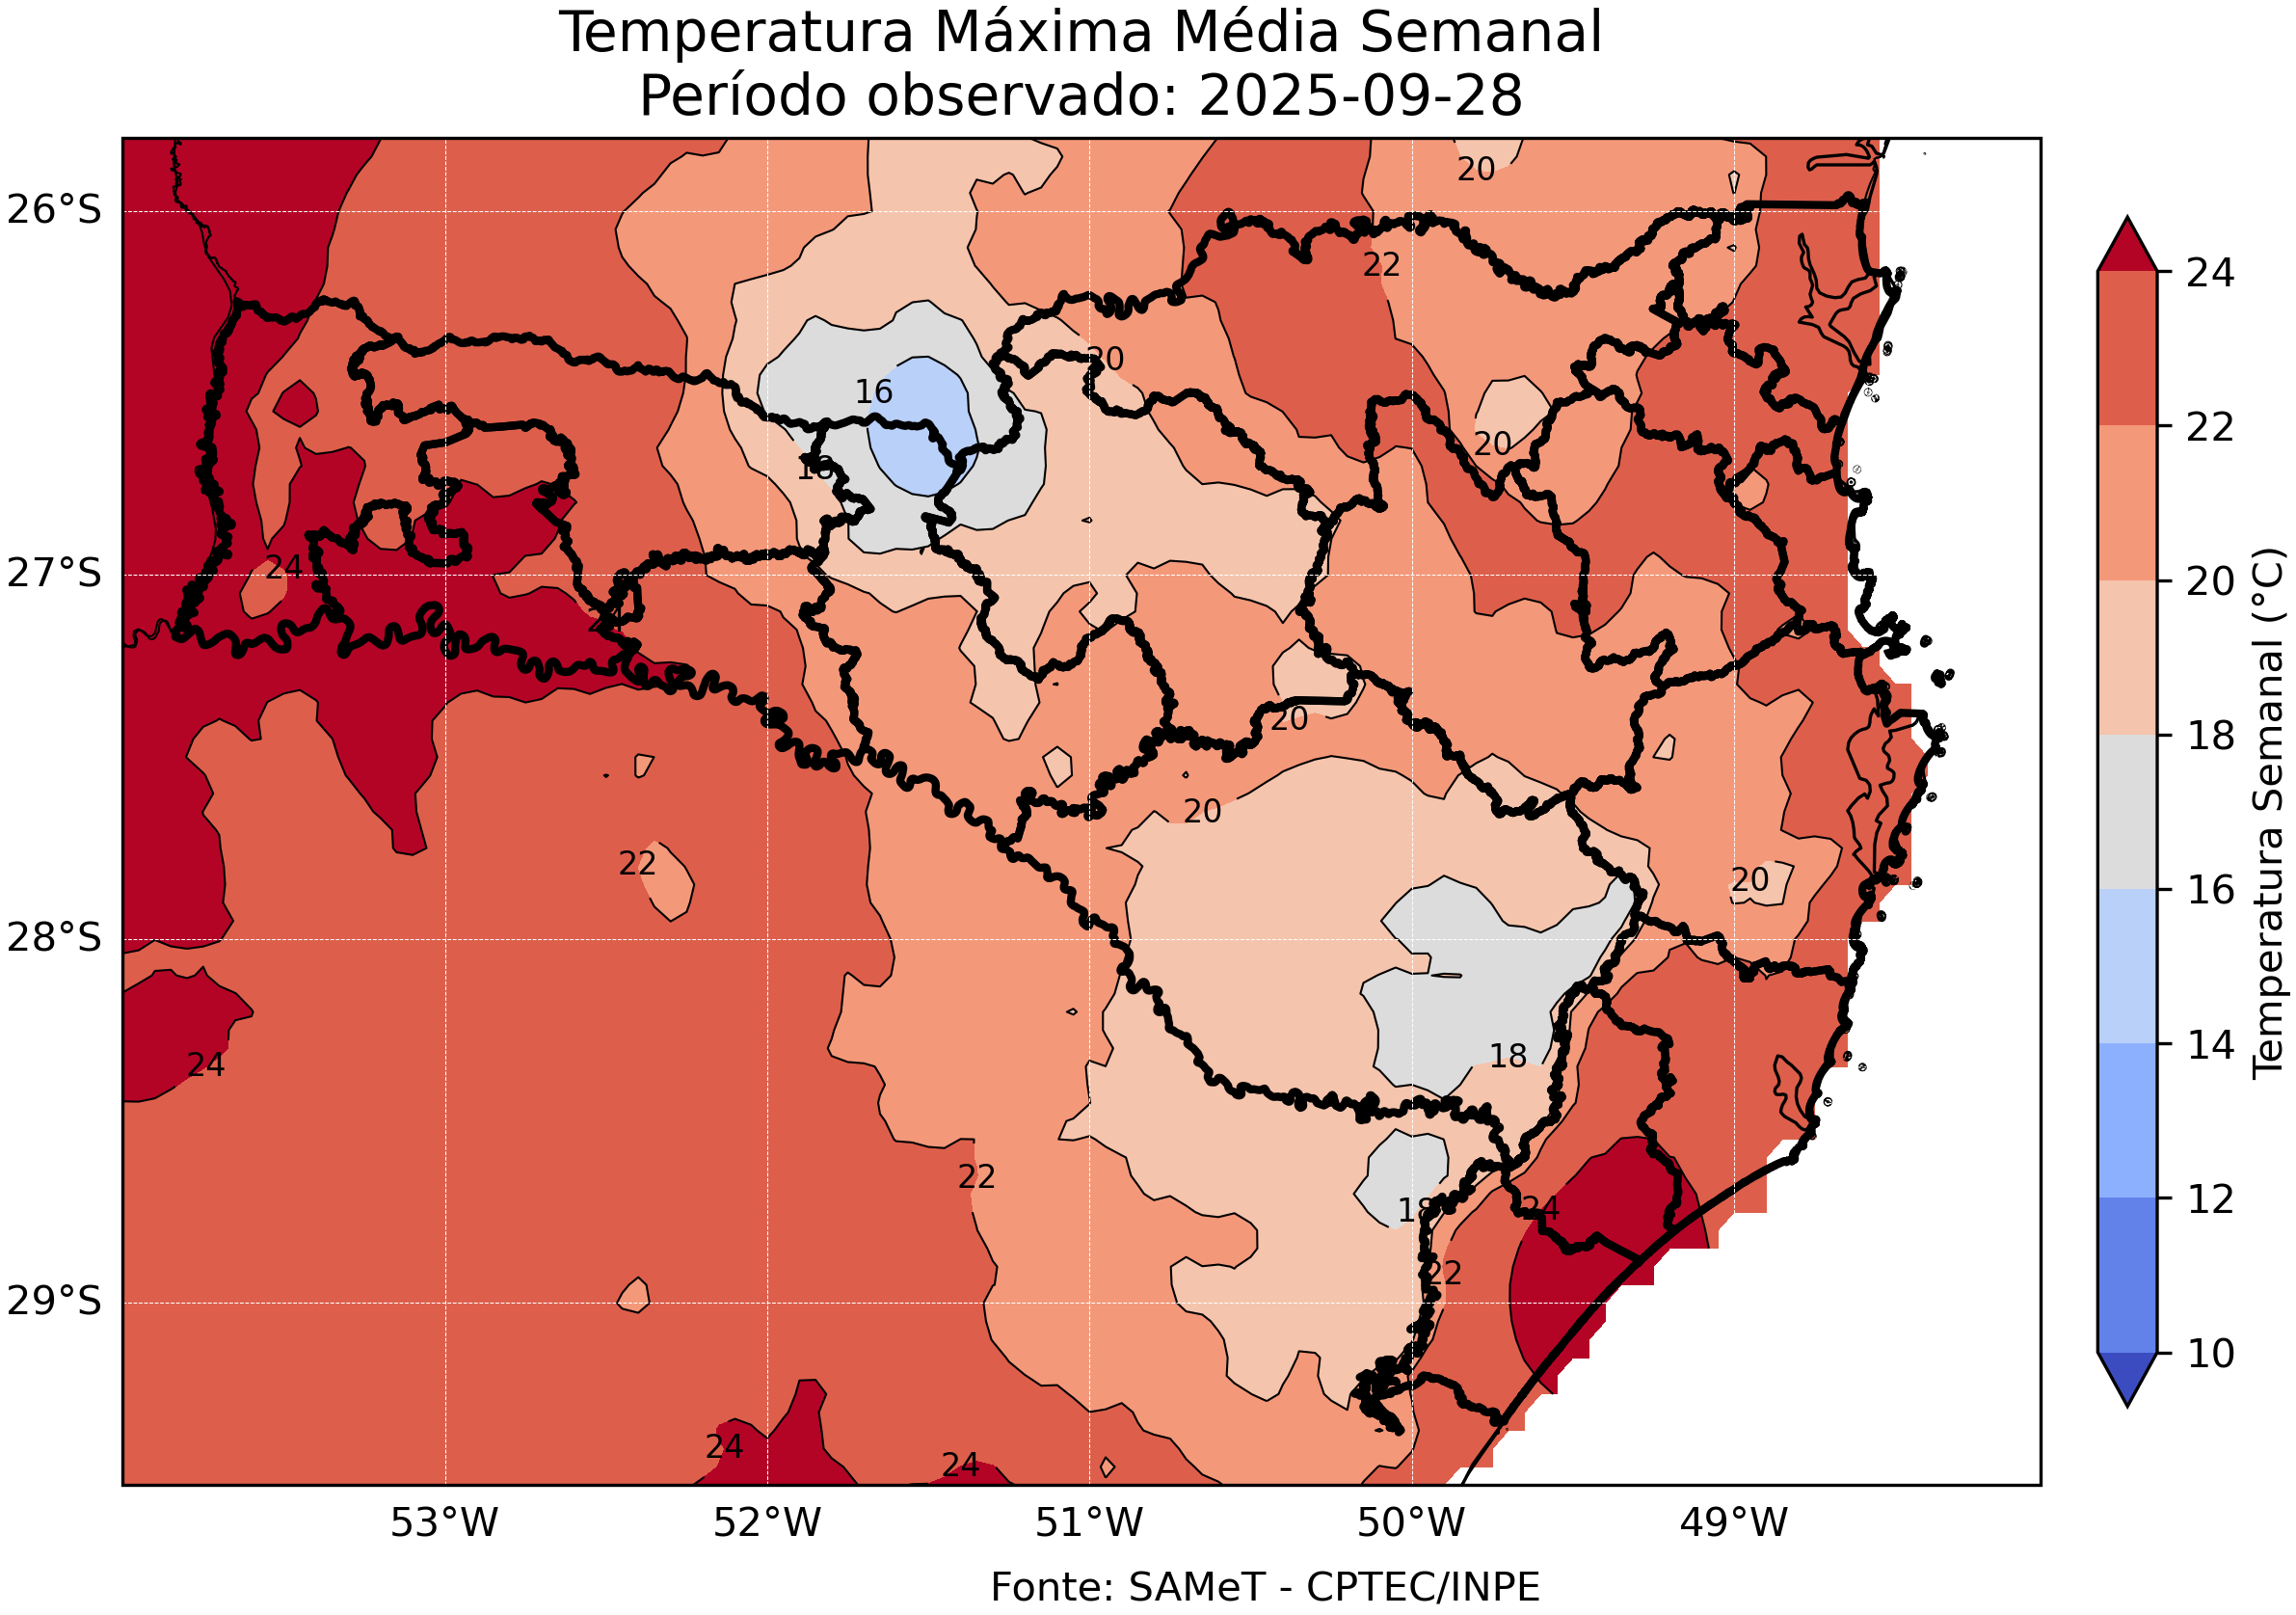 Temperatura Máxima Média Semanal
Período observado: 2025-09-28
20
26°S
22
24
20
22
16
20
20
18
18
27°S
24
24
20
16
20
22
20
14
28°S
18
24
12
22
24
18
22
10
29°S
24
24
53°W
52°W
51°W
50°W
49°W
Temperatura Semanal (°C)
Fonte: SAMeT - CPTEC/INPE